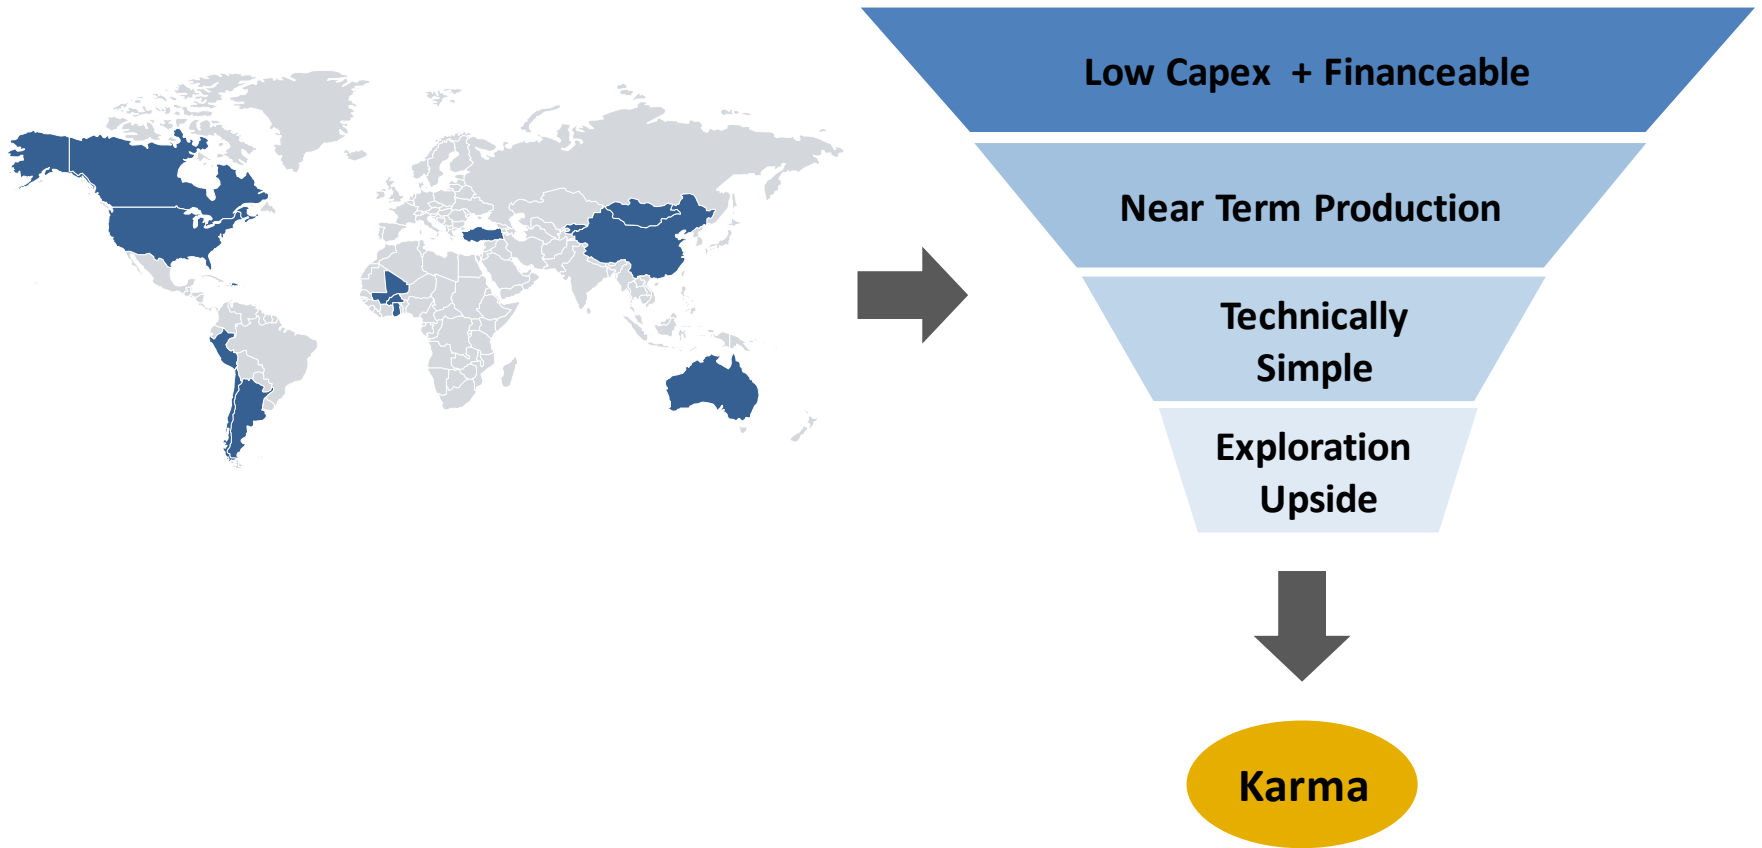 Low Capex + Financeable
Near Term Production
Technically
Simple
Exploration
Upside
Karma